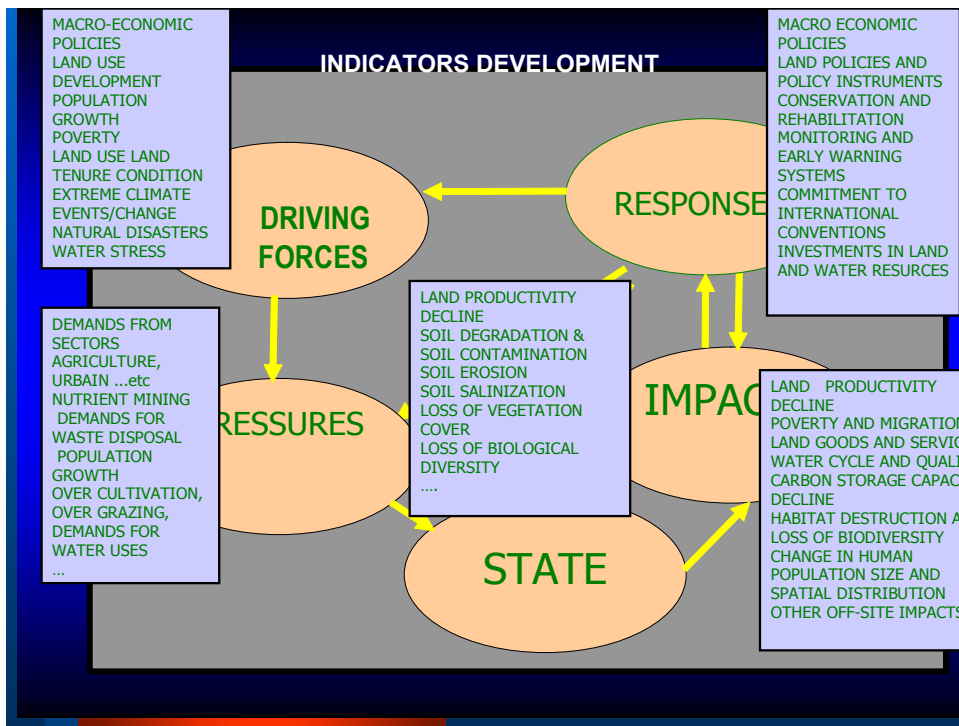 INDICATORS DEVELOPMENT
MACRO-ECONOMIC
POLICIES
LAND USE
DEVELOPMENT
POPULATION
GROWTH
POVERTY
LAND USE LAND
TENURE CONDITION
EXTREME CLIMATE
EVENTS/CHANGE
NATURAL DISASTERS
WATER STRESS
DRIVING
FORCES
RESPONSE
MACRO ECONOMIC
POLICIES
LAND POLICIES AND
POLICY INSTRUMENTS
CONSERVATION AND
REHABILITATION
MONITORING AND
EARLY WARNING
SYSTEMS
COMMITMENT TO
INTERNATIONAL
CONVENTIONS
INVESTMENTS IN LAND
AND WATER RESURCES
DEMANDS FROM
SECTORS
AGRICULTURE,
URBAIN ...etc
NUTRIENT MINING
DEMANDS FOR
WASTE DISPOSAL
POPULATION
GROWTH
OVER CULTIVATION,
OVER GRAZING,
DEMANDS FOR
WATER USES
...
RESSURES
LAND PRODUCTIVITY
DECLINE
SOIL DEGRADATION &
SOIL CONTAMINATION
SOIL EROSION
SOIL SALINIZATION
LOSS OF VEGETATION
COVER
LOSS OF BIOLOGICAL
DIVERSITY
....
STATE
IMPAC
LAND PRODUCTIVITY
DECLINE
POVERTY AND MIGRATION
LAND GOODS AND SERVIC
WATER CYCLE AND QUALI
CARBON STORAGE CAPAC
DECLINE
HABITAT DESTRUCTION A
LOSS OF BIODIVERSITY
CHANGE IN HUMAN
POPULATION SIZE AND
SPATIAL DISTRIBUTION
OTHER OFF-SITE IMPACTS